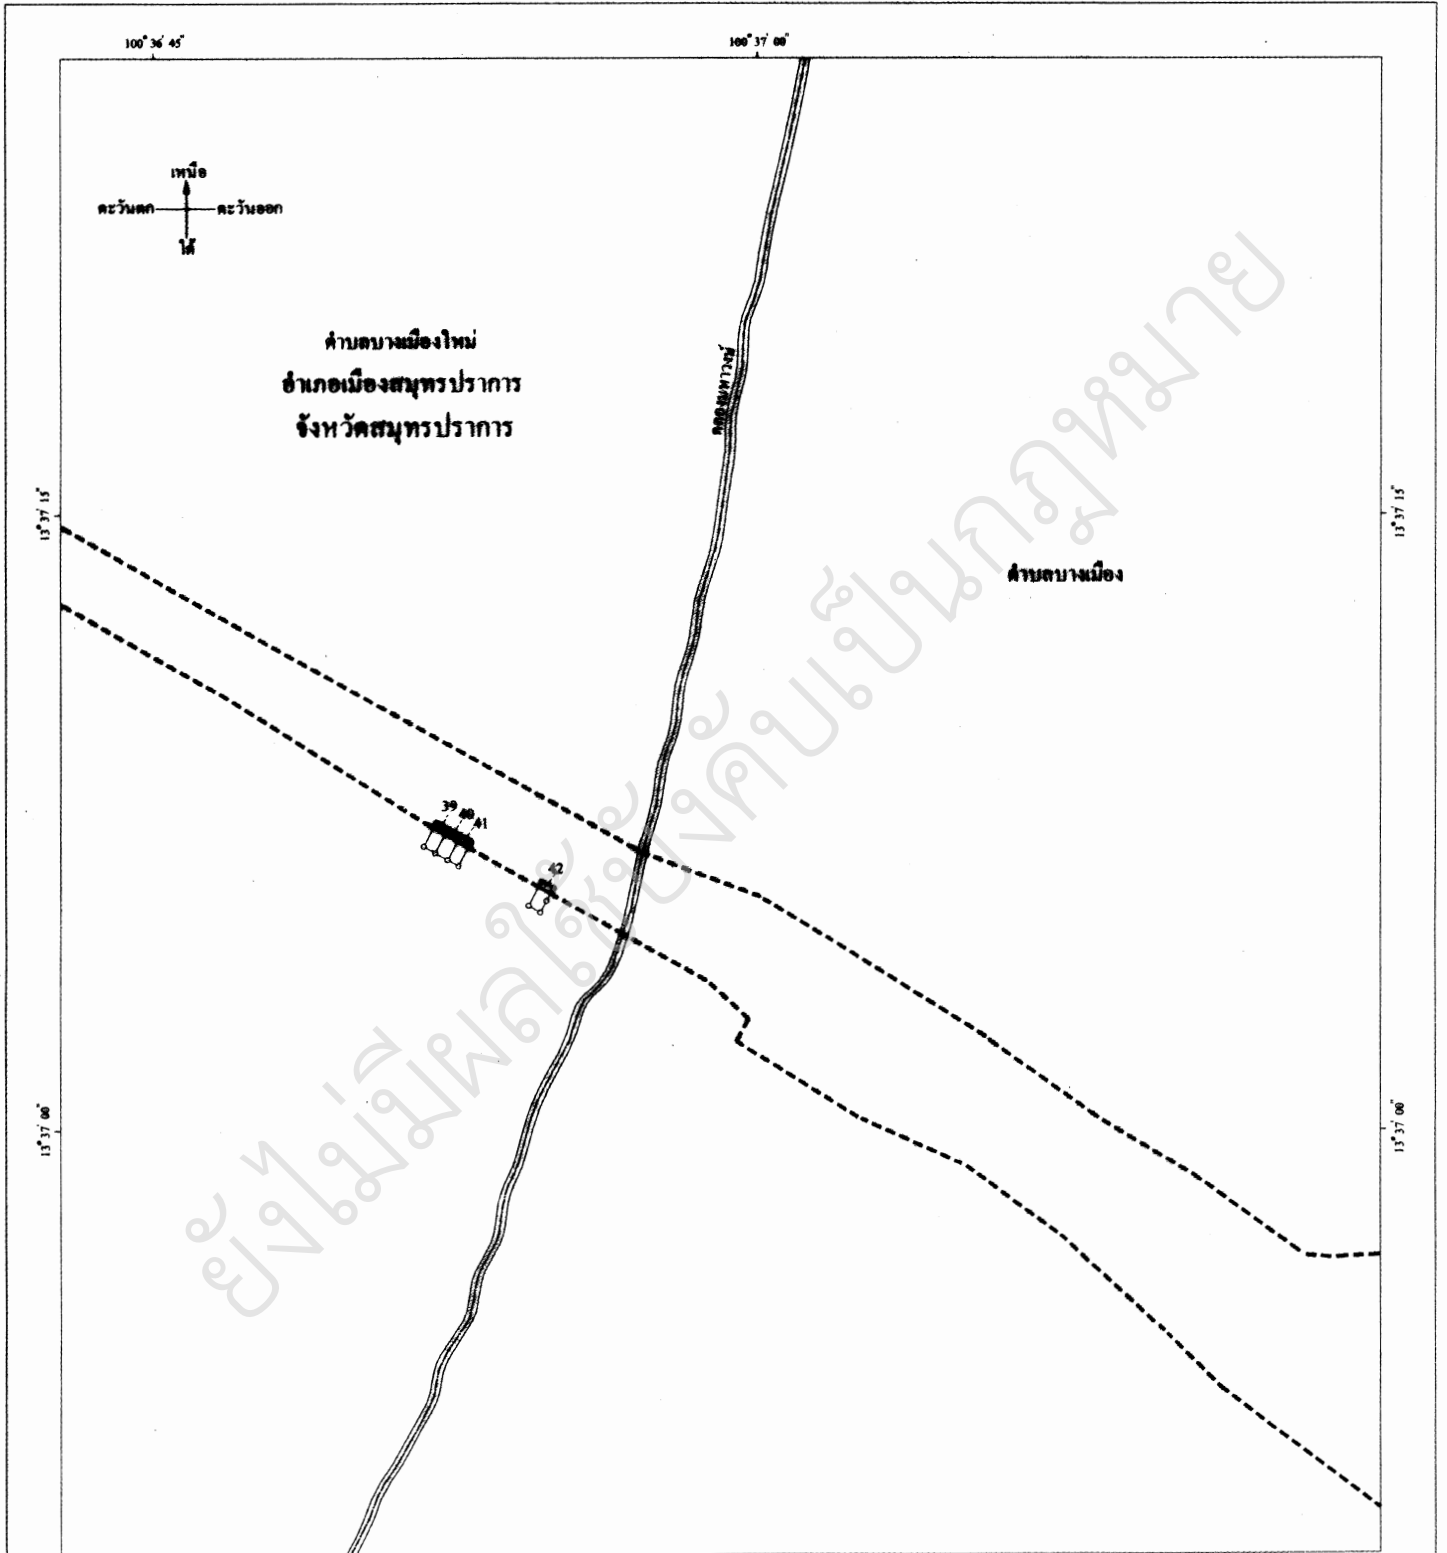 100° 36' 45"
100° 37' 00"
เหนือ
ตะวันตก
ตะวันออก
ใต้
ตำบลบางเมืองใหม่
อำเภอเมืองสมุทรปราการ
จังหวัดสมุทรปราการ
คลองมหาวงษ์
13° 37' 15"
13° 37' 15"
ตำบลบางเมือง
39
40
41
42
13° 37' 00"
13° 37' 00"
ยังไม่มีผลใช้บังคับเป็นกฎหมาย